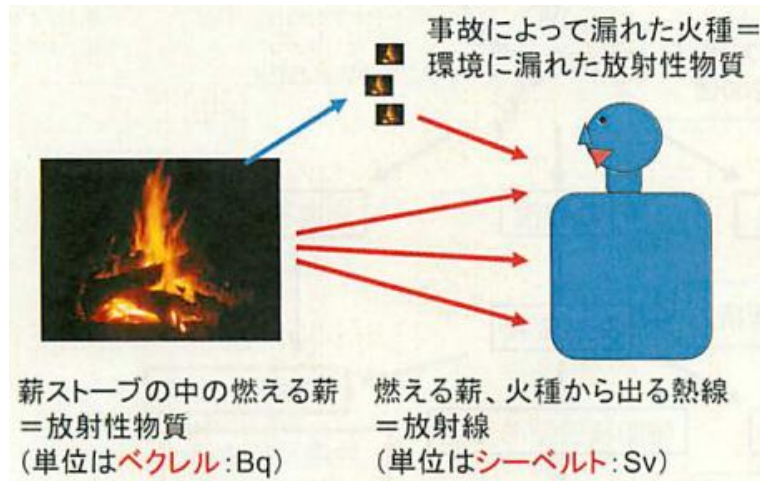 事故によって漏れた火種＝
環境に漏れた放射性物質
薪ストーブの中の燃える薪
＝放射性物質
（単位はベクレル：Bq）
燃える薪、火種から出る熱線
＝放射線
（単位はシーベルト：Sv）